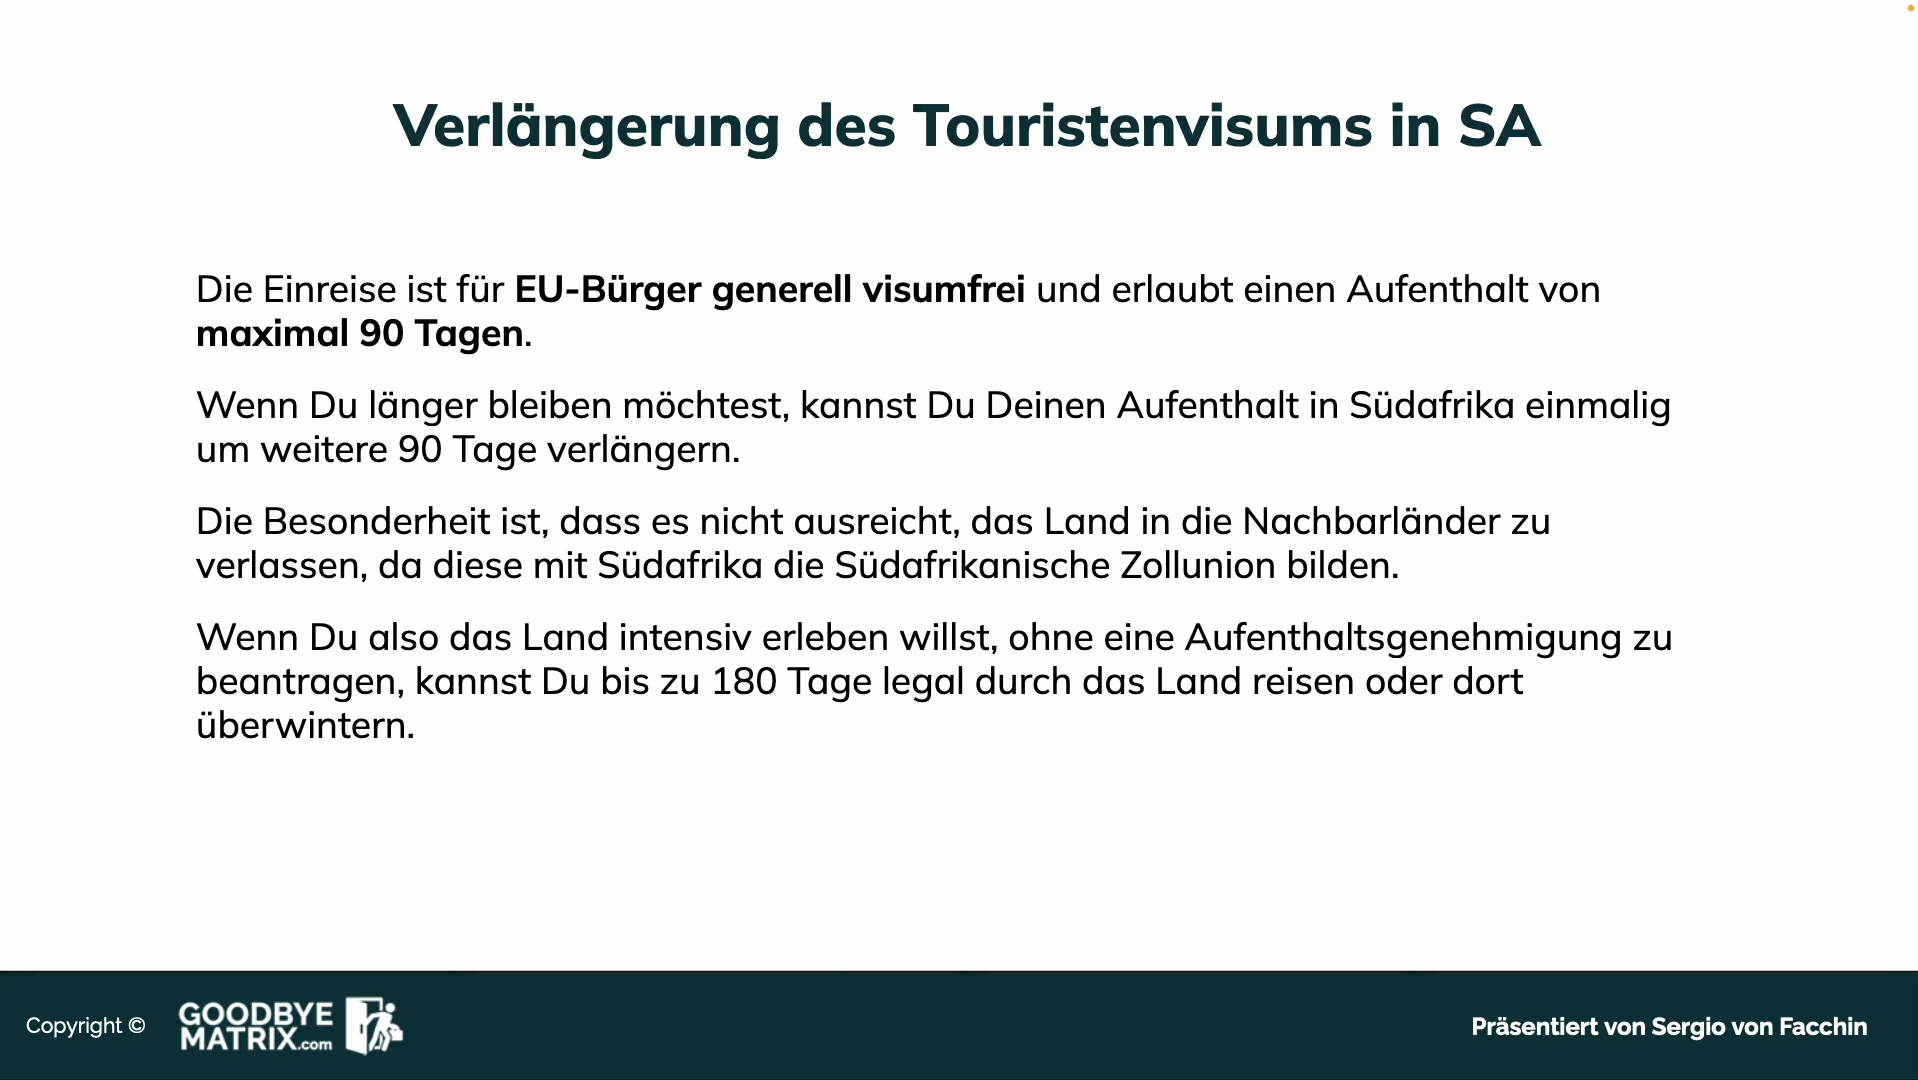 Verlängerung des Touristenvisums in SA
Die Einreise ist für EU-Bürger generell visumfrei und erlaubt einen Aufenthalt von
maximal 90 Tagen.
Wenn Du länger bleiben möchtest, kannst Du Deinen Aufenthalt in Südafrika einmalig
um weitere 90 Tage verlängern.
Die Besonderheit ist, dass es nicht ausreicht, das Land in die Nachbarländer zu
verlassen, da diese mit Südafrika die Südafrikanische Zollunion bilden.
Wenn Du also das Land intensiv erleben willst, ohne eine Aufenthaltsgenehmigung zu
beantragen, kannst Du bis zu 180 Tage legal durch das Land reisen oder dort
überwintern.
Copyright ©
GOODBYE
MATRIX.com
Präsentiert von Sergio von Facchin